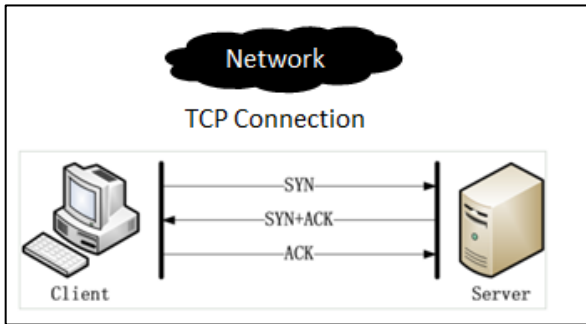 Network
TCP Connection
SYN
SYN+ACK
ACK
Client
Server